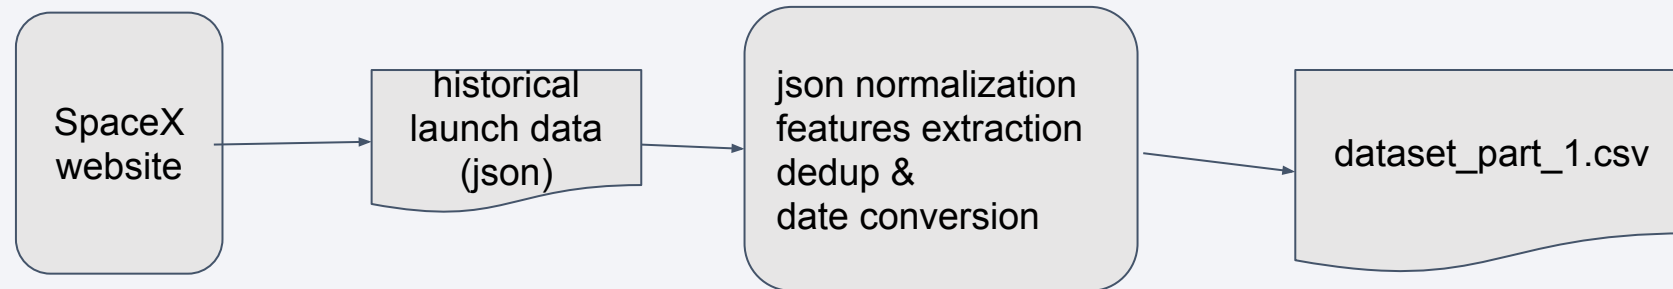 SpaceX
website
historical
launch data
(json)
json normalization
features extraction
dedup &
date conversion
dataset_part_1.csv